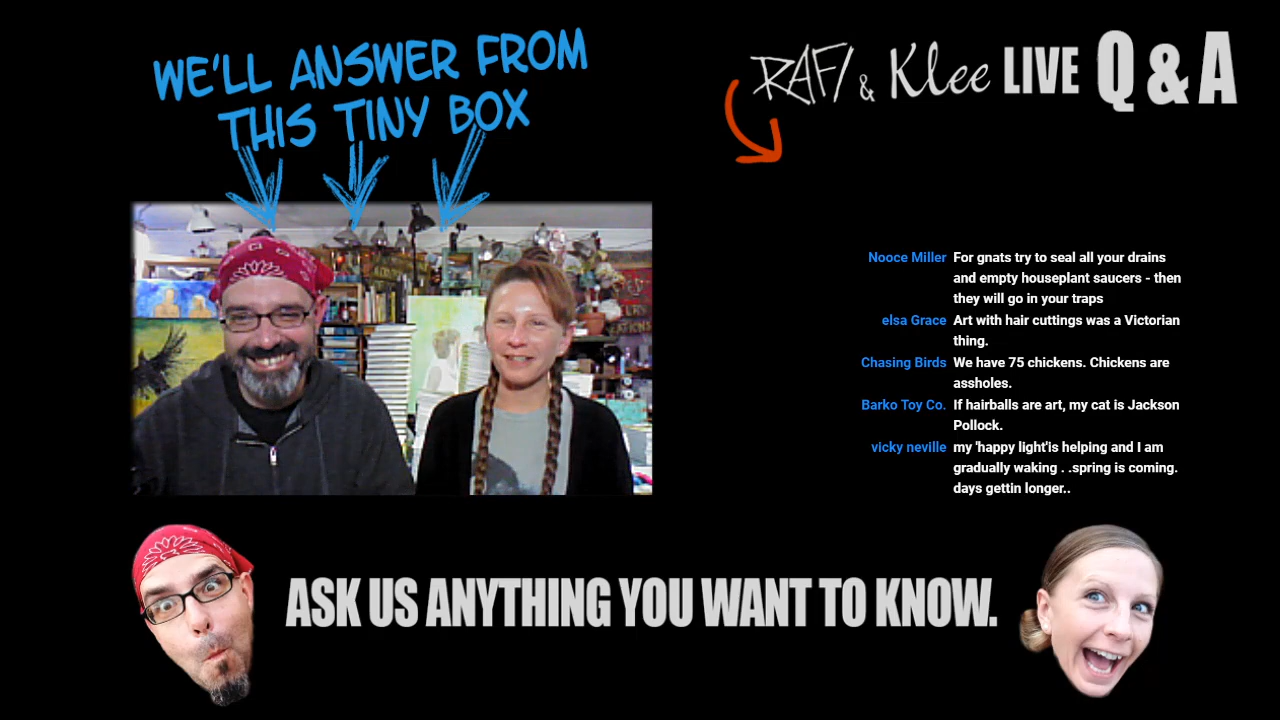 WE'LL ANSWER FROM
THIS TINY BOX
RAFI & Klee LIVE Q & A
Nooce Miller For gnats try to seal all your drains
and empty houseplant saucers - then
they will go in your traps
elsa Grace Art with hair cuttings was a Victorian
thing.
Chasing Birds We have 75 chickens. Chickens are
assholes.
Barko Toy Co. If hairballs are art, my cat is Jackson
Pollock.
vicky neville my 'happy light'is helping and I am
gradually waking . .spring is coming.
days gettin longer..
ASK US ANYTHING YOU WANT TO KNOW.